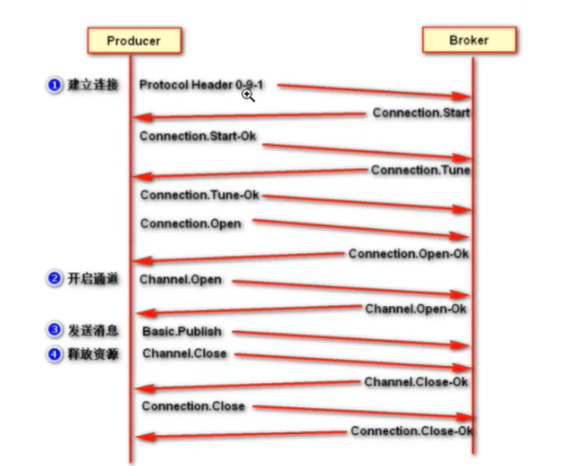 Producer
Broker
1 建立连接 Protocol Header 0-9-1
Connection.Start
Connection.Start-Ok
Connection.Tune
Connection.Tune-Ok
Connection.Open
Connection.Open-Ok
2 开启通道 Channel.Open
Channel.Open-Ok
3 发送消息 Basic.Publish
4 释放资源 Channel.Close
Channel.Close-Ok
Connection.Close
Connection.Close-Ok